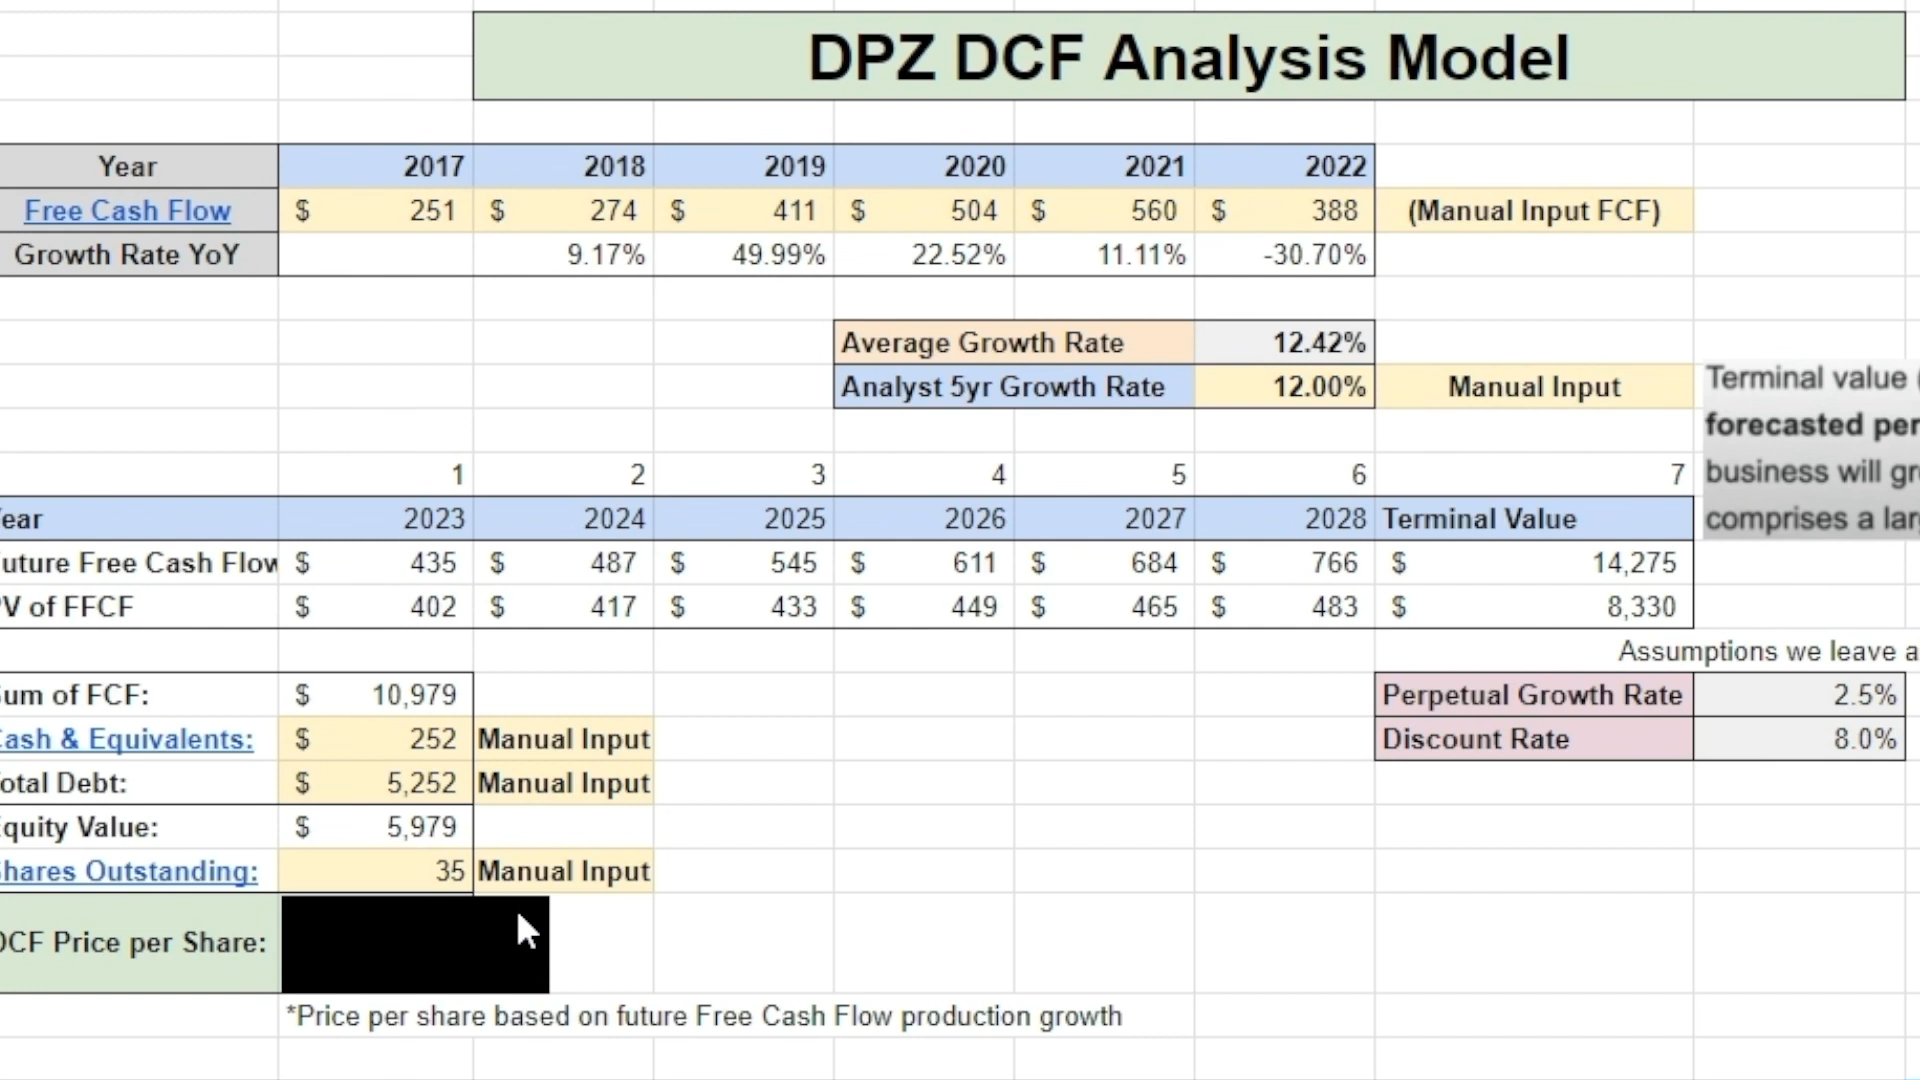 DPZ DCF Analysis Model
Year 2017 2018 2019 2020 2021 2022
Free Cash Flow $ 251 $ 274 $ 411 $ 504 $ 560 $ 388 (Manual Input FCF)
Growth Rate YoY 9.17% 49.99% 22.52% 11.11% -30.70%
Average Growth Rate 12.42%
Analyst 5yr Growth Rate 12.00% Manual Input
Terminal value (
forecasted per
business will gr
comprises a lar
1 2 3 4 5 6 7
ear 2023 2024 2025 2026 2027 2028 Terminal Value
uture Free Cash Flow $ 435 $ 487 $ 545 $ 611 $ 684 $ 766 $ 14,275
V of FFCF $ 402 $ 417 $ 433 $ 449 $ 465 $ 483 $ 8,330
Assumptions we leave a
um of FCF: $ 10,979 Perpetual Growth Rate 2.5%
ash & Equivalents: $ 252 Manual Input Discount Rate 8.0%
otal Debt: $ 5,252 Manual Input
quity Value: $ 5,979
hares Outstanding: 35 Manual Input
DCF Price per Share:
*Price per share based on future Free Cash Flow production growth